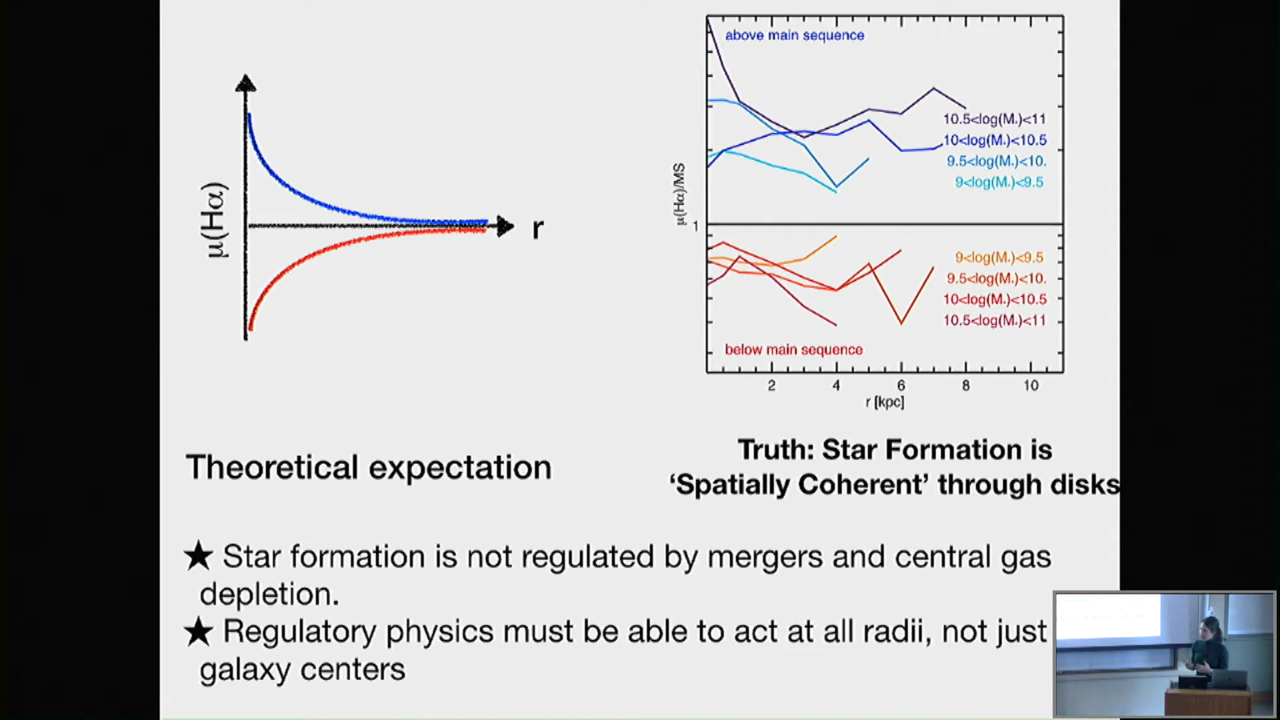 μ(Hα)
r
above main sequence
10.5<log(M*)<11
10<log(M*)<10.5
9.5<log(M*)<10.
9<log(M*)<9.5
μ(Hα)/MS
1
9<log(M*)<9.5
9.5<log(M*)<10.
10<log(M*)<10.5
10.5<log(M*)<11
below main sequence
2 4 6 8 10
r [kpc]
Theoretical expectation
Truth: Star Formation is
‘Spatially Coherent’ through disks
★ Star formation is not regulated by mergers and central gas
depletion.
★ Regulatory physics must be able to act at all radii, not just
galaxy centers